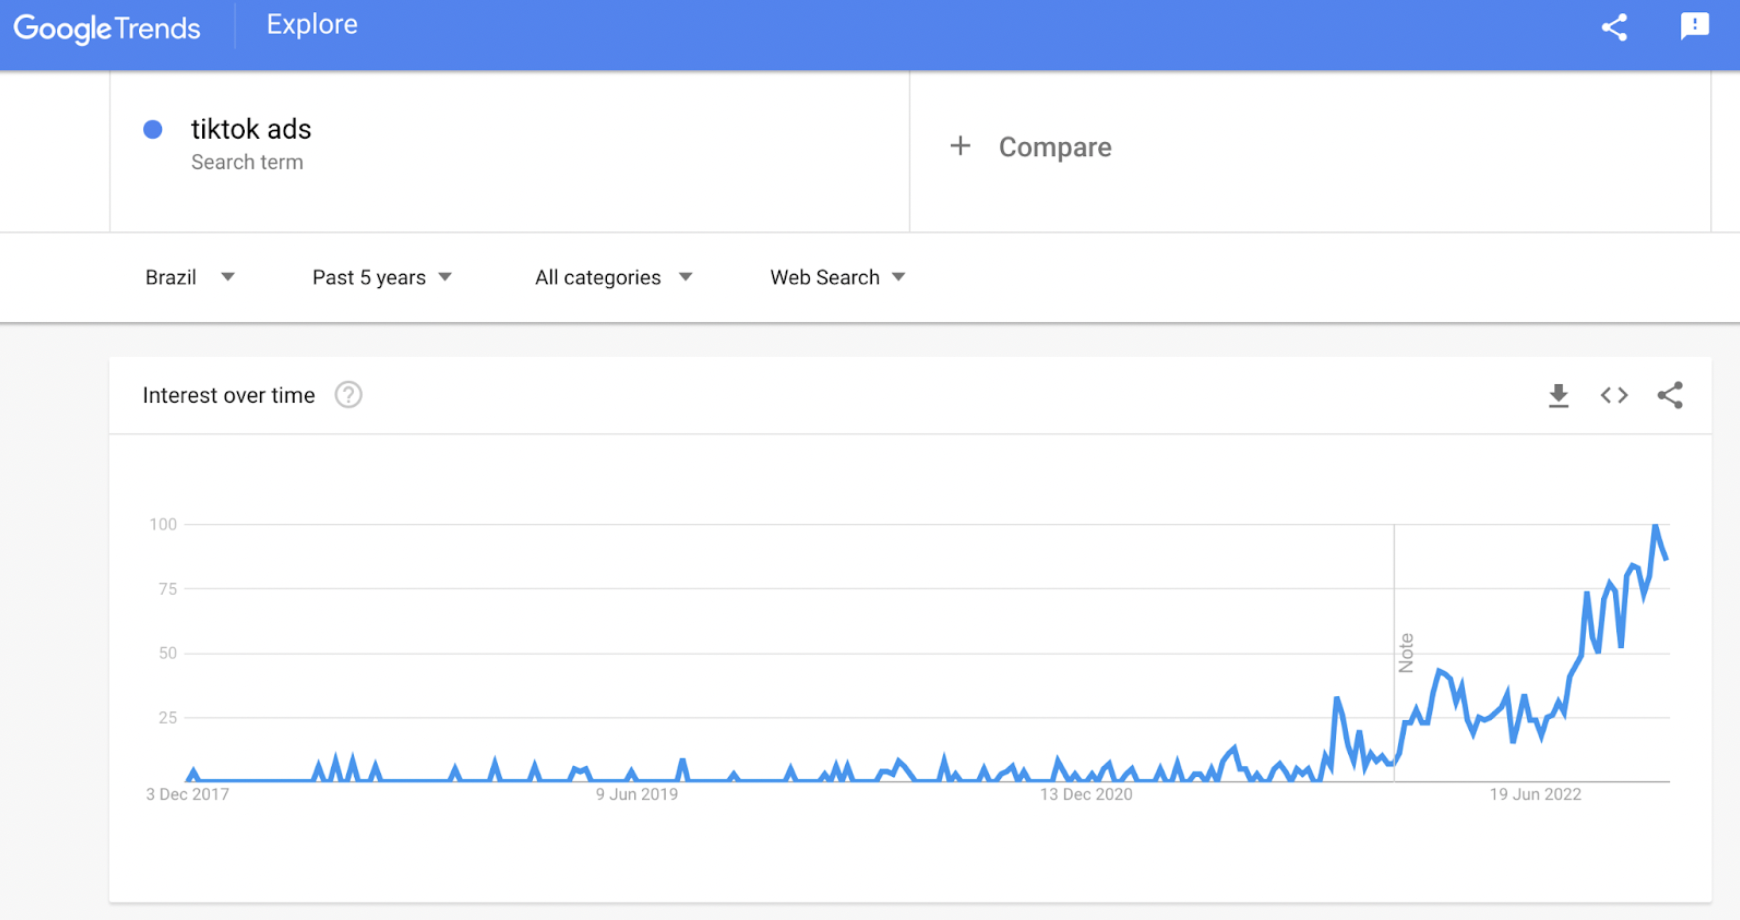 Google Trends Explore
tiktok ads
Search term
+ Compare
Brazil Past 5 years All categories Web Search
Interest over time ?
100
75
50
25
Note
3 Dec 2017 9 Jun 2019 13 Dec 2020 19 Jun 2022